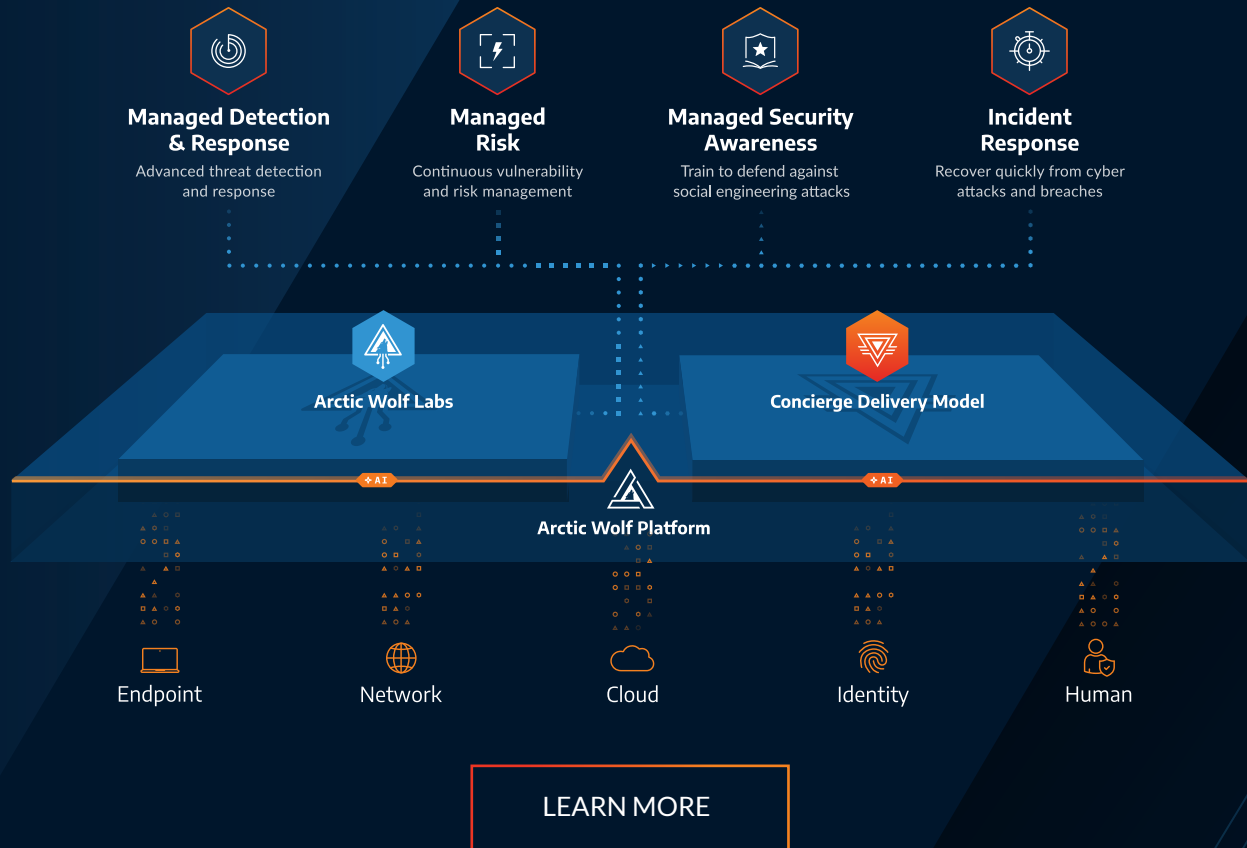 Managed Detection
& Response
Advanced threat detection
and response
Managed
Risk
Continuous vulnerability
and risk management
Managed Security
Awareness
Train to defend against
social engineering attacks
Incident
Response
Recover quickly from cyber
attacks and breaches
Arctic Wolf Labs
Concierge Delivery Model
AI
AI
Arctic Wolf Platform
Endpoint
Network
Cloud
Identity
Human
LEARN MORE